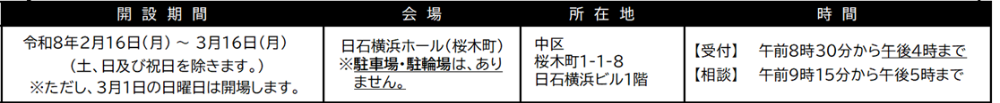 開設期間 会場 所在地 時間
令和8年2月16日(月) ~ 3月16日(月)
(土、日及び祝日を除きます。)
※ただし、3月1日の日曜日は開場します。
日石横浜ホール(桜木町)
※駐車場・駐輪場は、あり
ません。
中区
桜木町1-1-8
日石横浜ビル1階
【受付】 午前8時30分から午後4時まで
【相談】 午前9時15分から午後5時まで